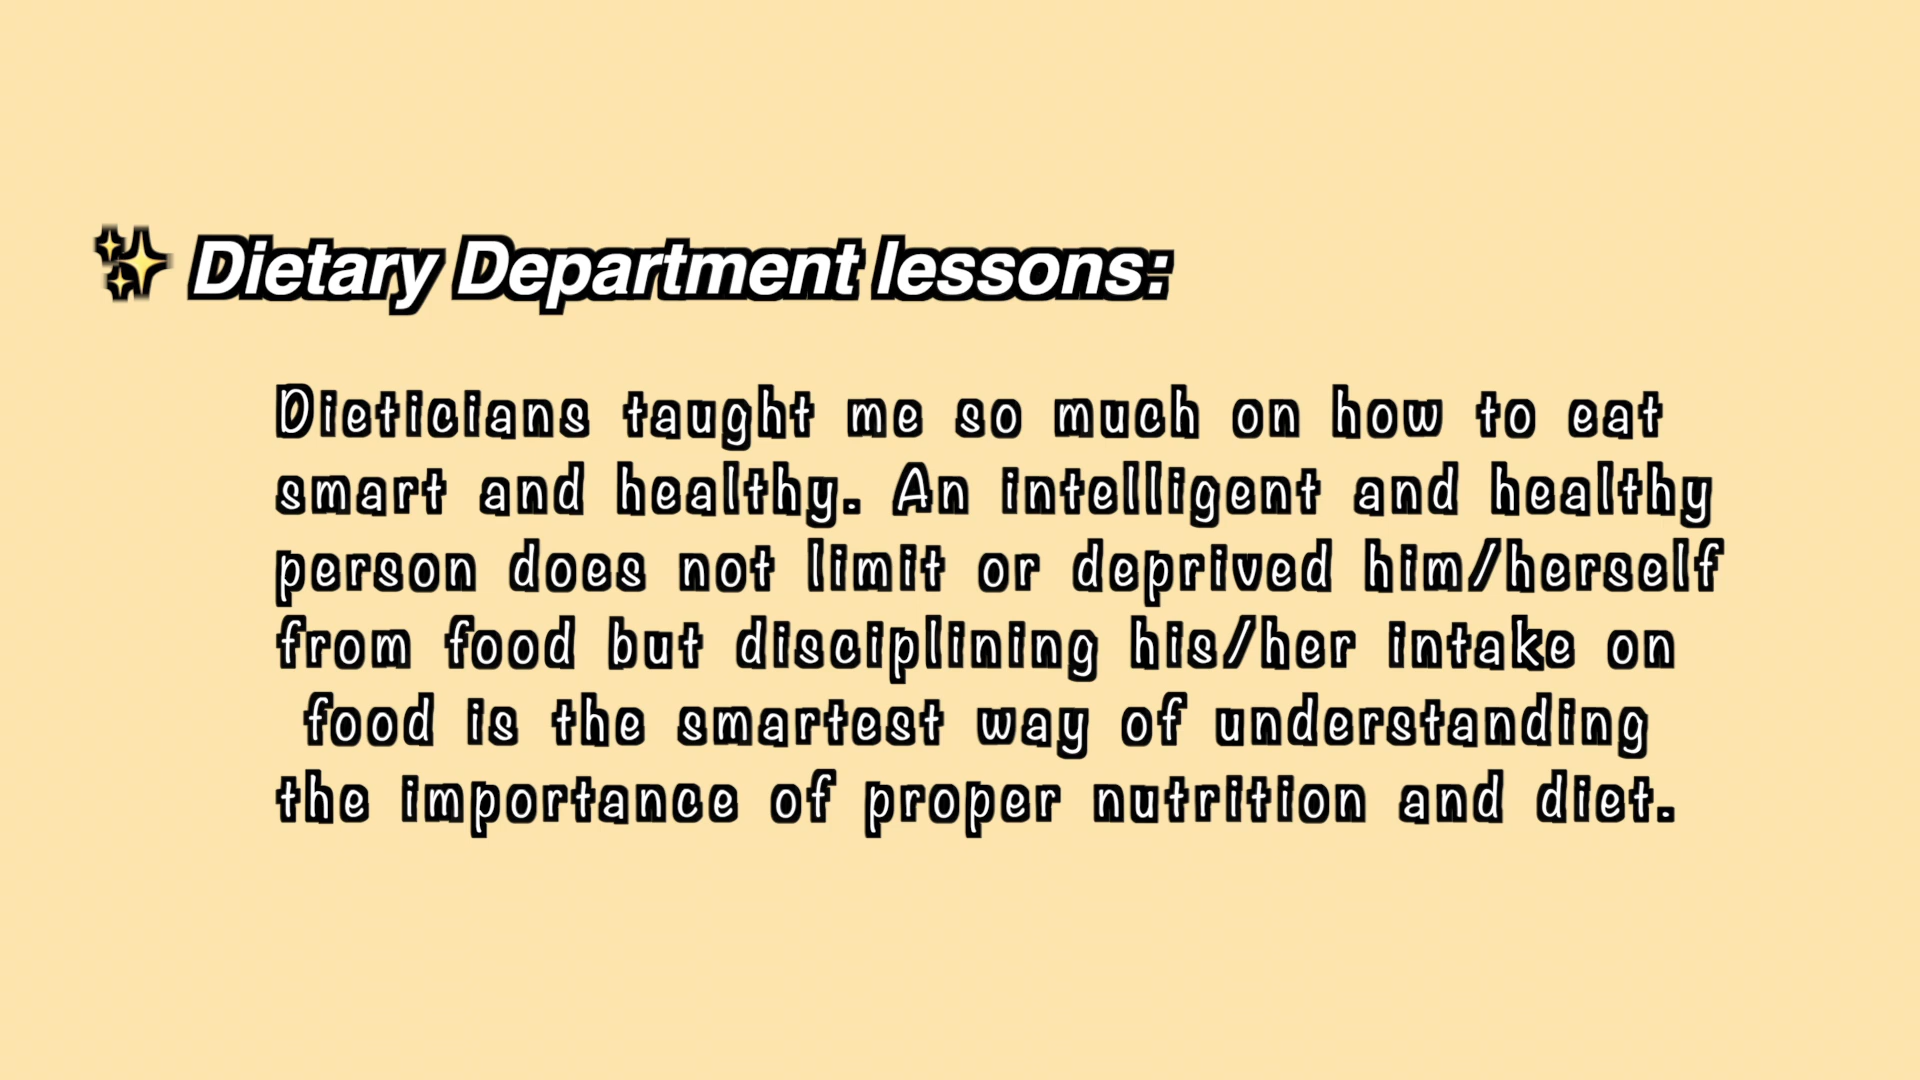 ✨ Dietary Department lessons:
Dieticians taught me so much on how to eat
smart and healthy. An intelligent and healthy
person does not limit or deprived him/herself
from food but disciplining his/her intake on
food is the smartest way of understanding
the importance of proper nutrition and diet.